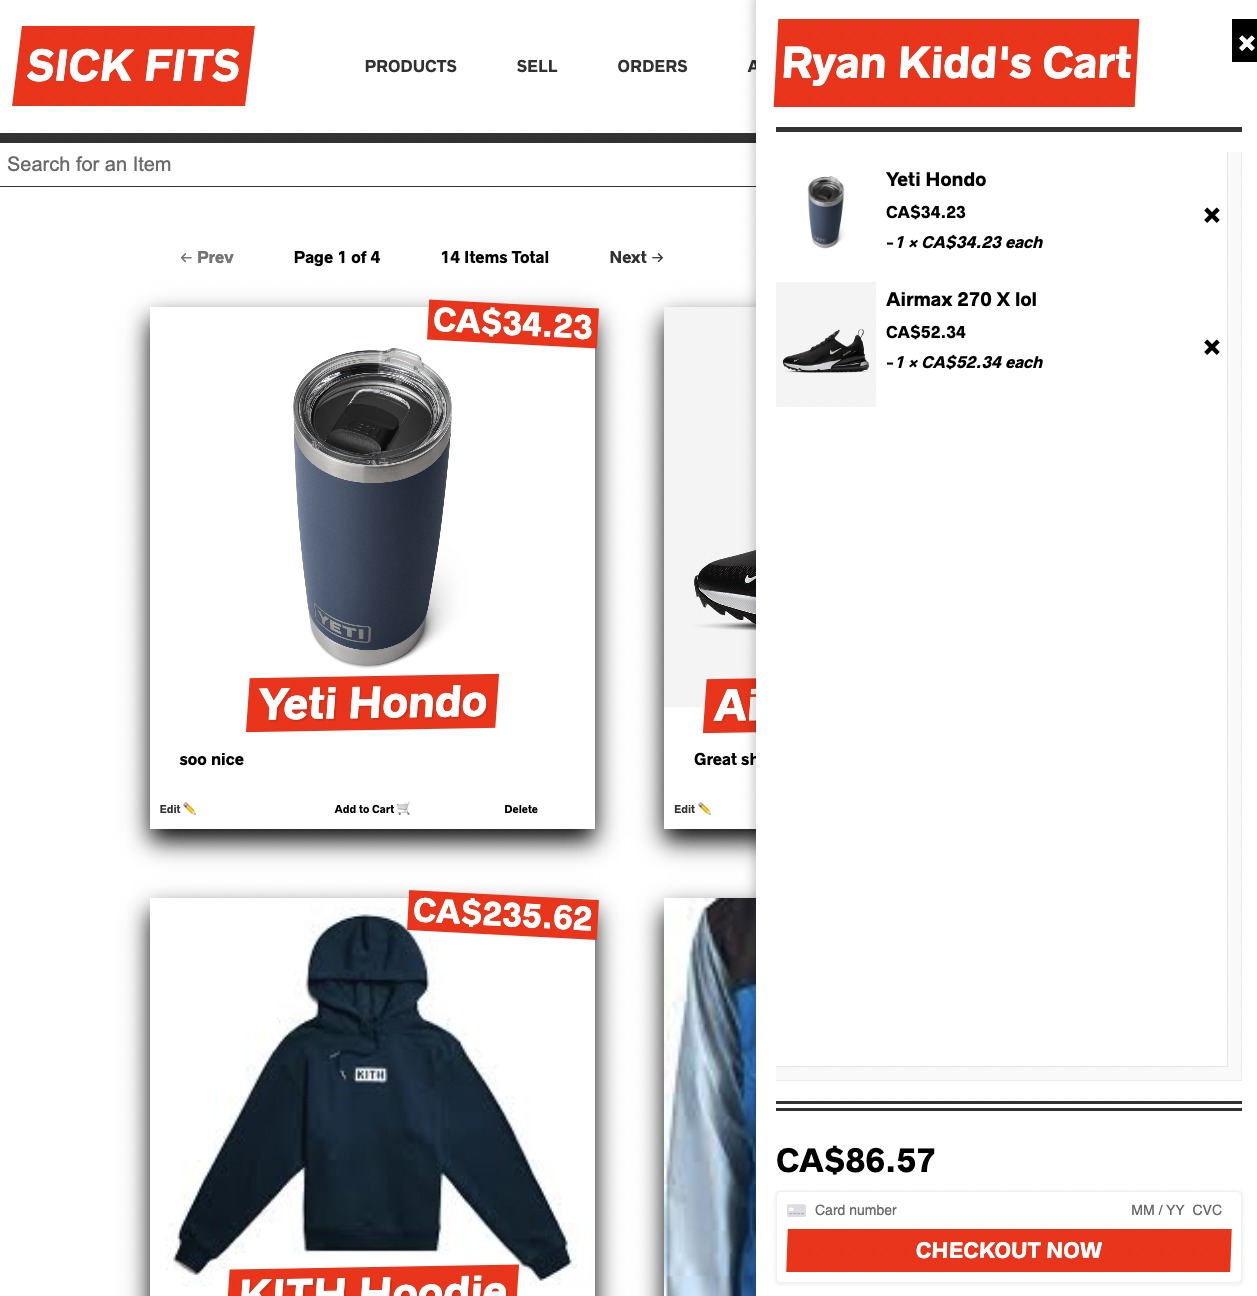 SICK FITS
PRODUCTS
SELL
ORDERS
A
Search for an Item
← Prev
Page 1 of 4
14 Items Total
Next →
CA$34.23
YETI
Yeti Hondo
soo nice
Edit ✏️
Add to Cart 🛒
Delete
Ai
Great sh
Edit ✏️
CA$235.62
KITH
KITH Hoodie
Ryan Kidd's Cart
×
Yeti Hondo
CA$34.23
- 1 × CA$34.23 each
×
Airmax 270 X lol
CA$52.34
- 1 × CA$52.34 each
×
CA$86.57
Card number
MM / YY CVC
CHECKOUT NOW